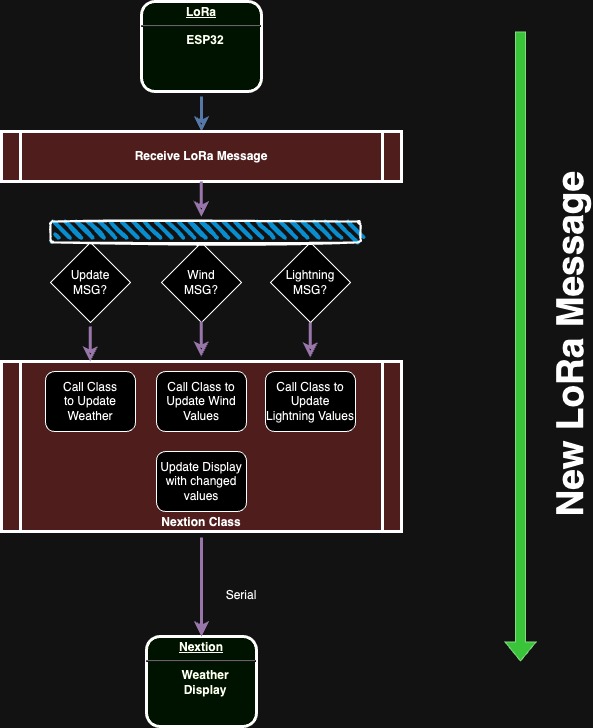 LoRa
ESP32
Receive LoRa Message
Update
MSG?
Wind
MSG?
Lightning
MSG?
Call Class
to Update
Weather
Call Class to
Update Wind
Values
Call Class to
Update
Lightning Values
Update Display
with changed
values
Nextion Class
Serial
Nextion
Weather
Display
New LoRa Message